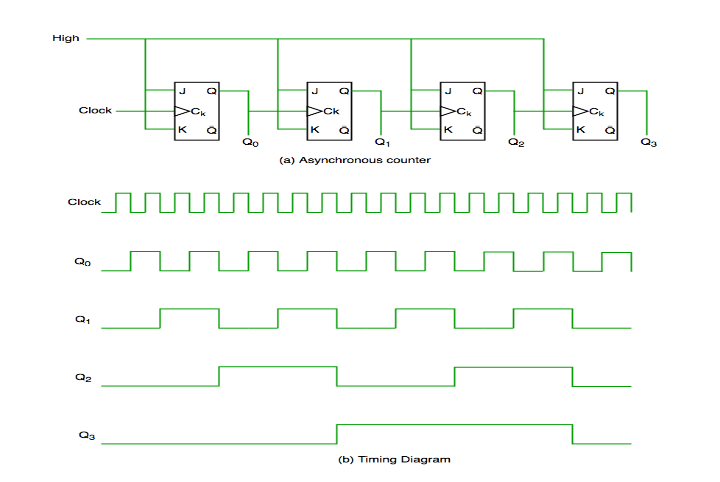 High
J Q J Q J Q J Q
Clock Ck Ck Ck Ck
K Q̅ K Q̅ K Q̅ K Q̅
Q0 Q1 Q2 Q3
(a) Asynchronous counter
Clock
Q0
Q1
Q2
Q3
(b) Timing Diagram